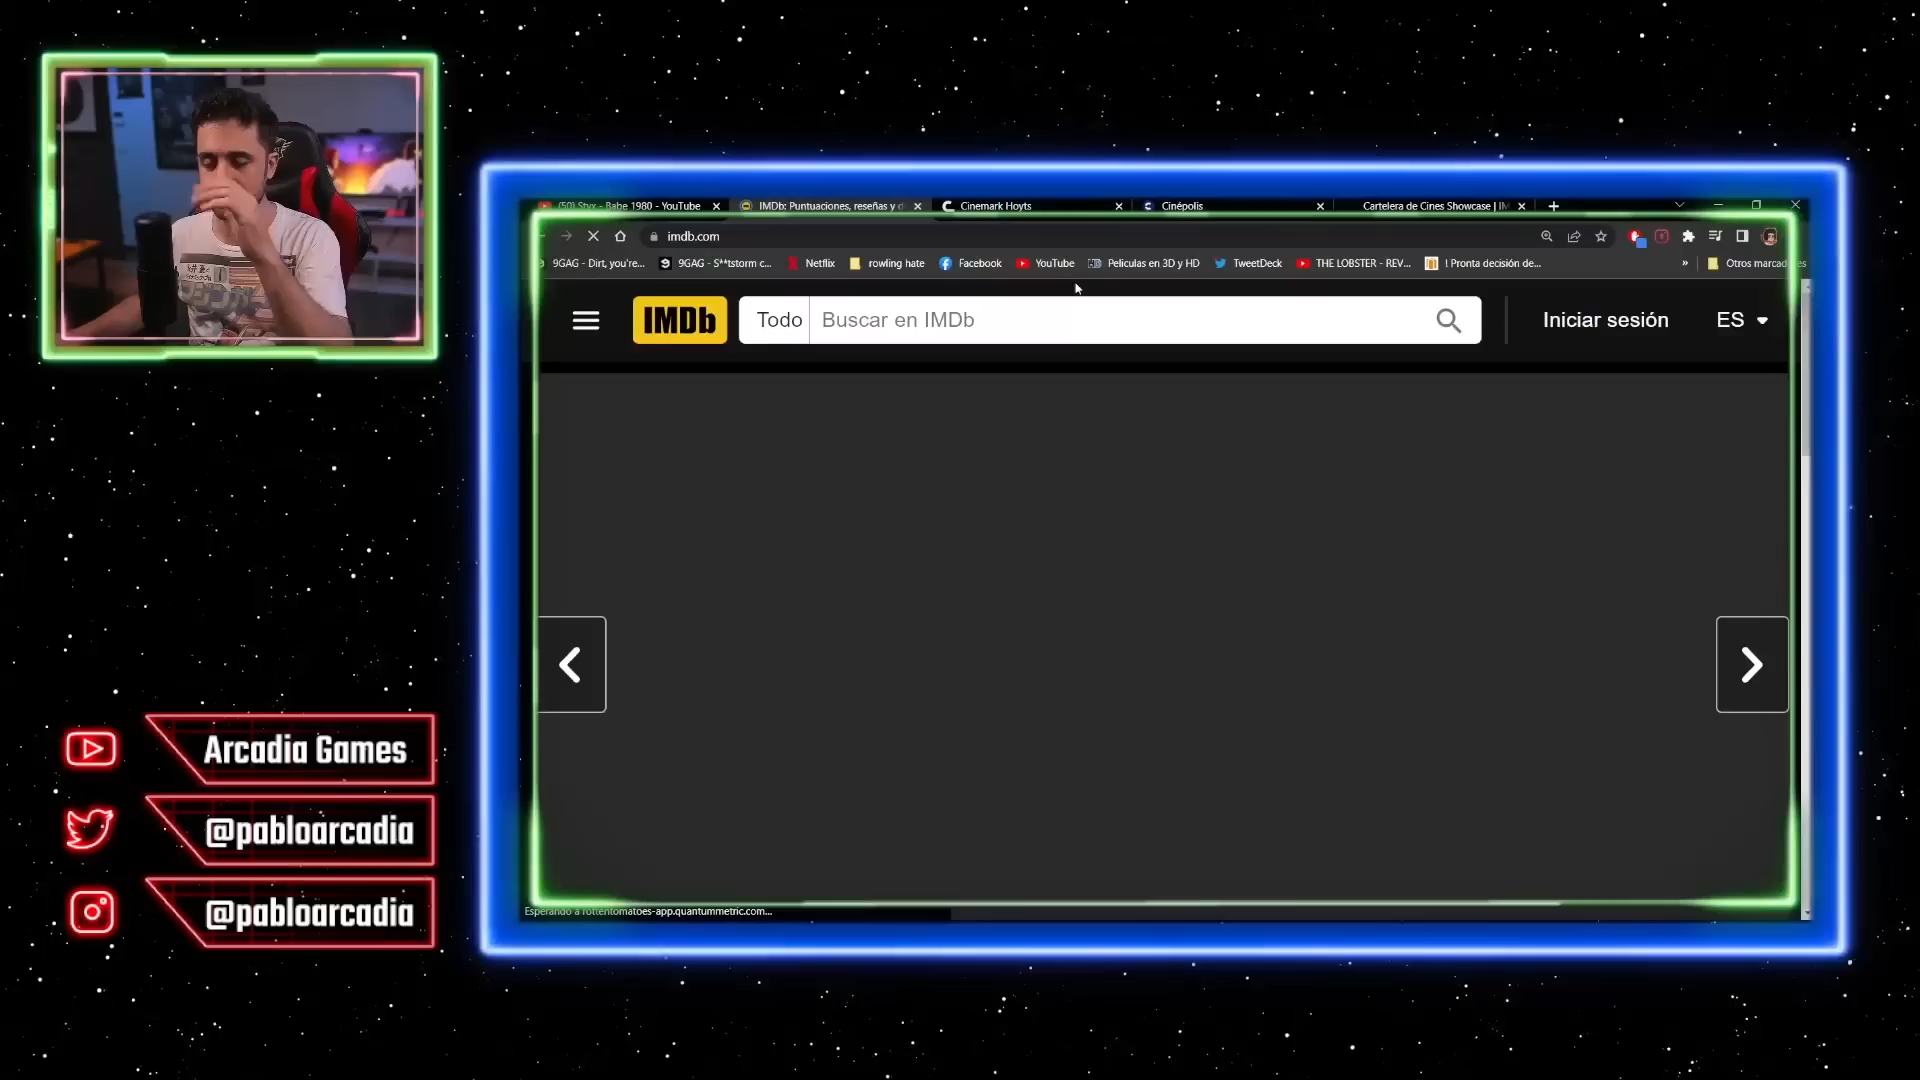 (50) Styx - Babe 1980 - YouTube
IMDb: Puntuaciones, reseñas y d
Cinemark Hoyts
Cinépolis
Cartelera de Cines Showcase | IM
imdb.com
9GAG - Dirt, you're...
9GAG - S**tstorm c...
Netflix
rowling hate
Facebook
YouTube
Peliculas en 3D y HD
TweetDeck
THE LOBSTER - REV...
! Pronta decisión de...
»
Otros marcadores
IMDb
Todo
Buscar en IMDb
Iniciar sesión
ES
Esperando a rottentomatoes-app.quantummetric.com...
Arcadia Games
@pabloarcadia
@pabloarcadia